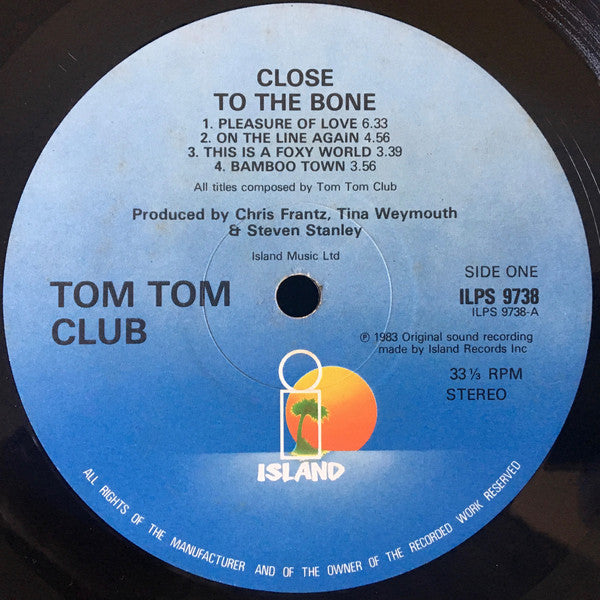 CLOSE
TO THE BONE
1. PLEASURE OF LOVE 6.33
2. ON THE LINE AGAIN 4.56
3. THIS IS A FOXY WORLD 3.39
4. BAMBOO TOWN 3.56
All titles composed by Tom Tom Club
Produced by Chris Frantz, Tina Weymouth
& Steven Stanley
Island Music Ltd
TOM TOM
CLUB
SIDE ONE
ILPS 9738
ILPS 9738-A
℗ 1983 Original sound recording
made by Island Records Inc
33⅓ RPM
STEREO
ISLAND
ALL RIGHTS OF THE MANUFACTURER AND OF THE OWNER OF THE RECORDED WORK RESERVED